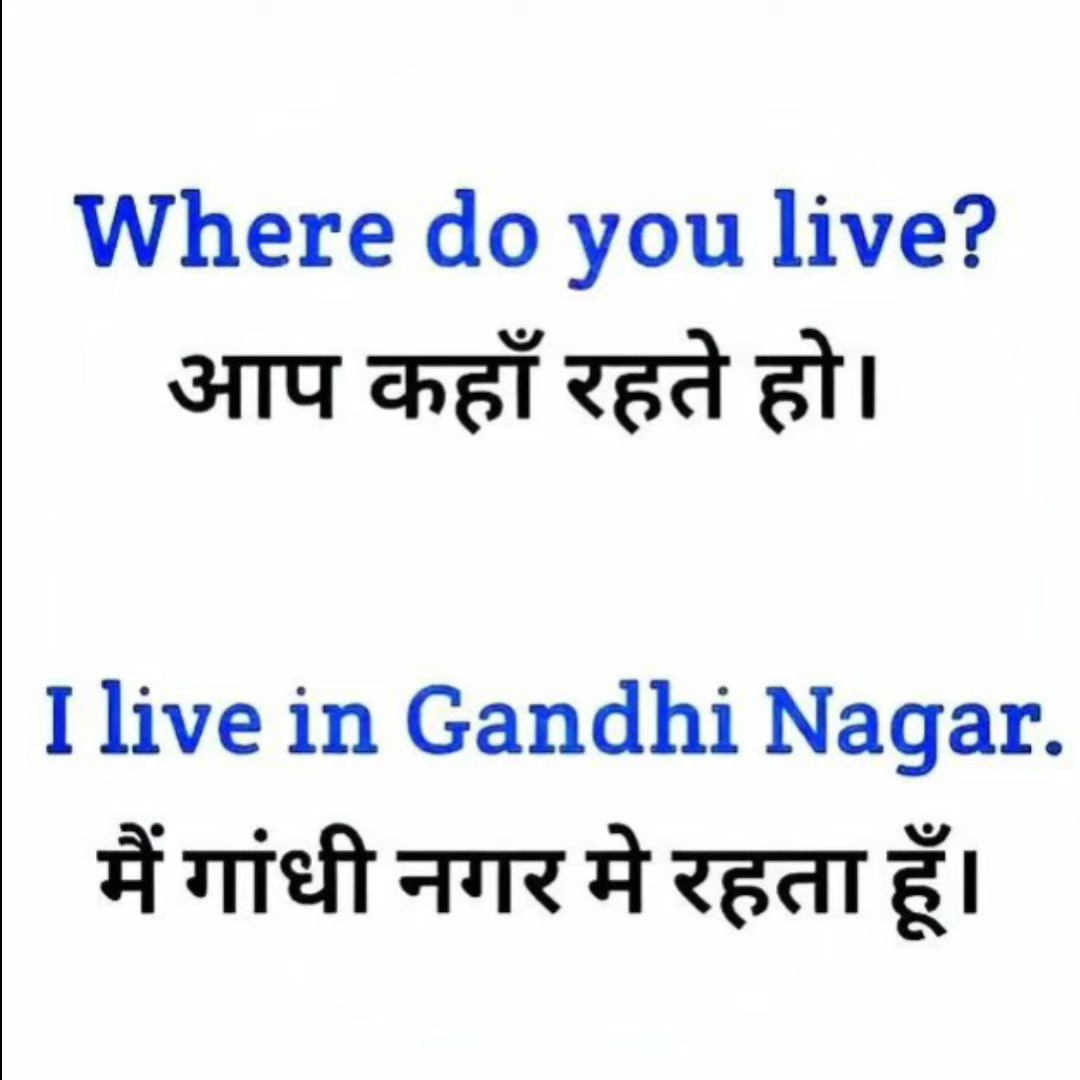 Where do you live?
आप कहाँ रहते हो।
I live in Gandhi Nagar.
मैं गांधी नगर मे रहता हूँ।